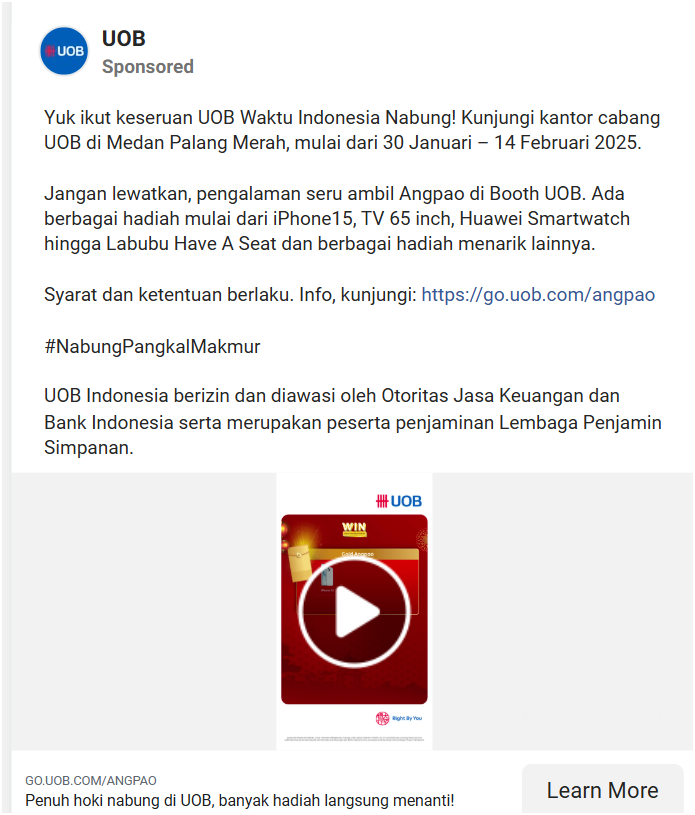 UOB
UOB
Sponsored
Yuk ikut keseruan UOB Waktu Indonesia Nabung! Kunjungi kantor cabang
UOB di Medan Palang Merah, mulai dari 30 Januari – 14 Februari 2025.
Jangan lewatkan, pengalaman seru ambil Angpao di Booth UOB. Ada
berbagai hadiah mulai dari iPhone15, TV 65 inch, Huawei Smartwatch
hingga Labubu Have A Seat dan berbagai hadiah menarik lainnya.
Syarat dan ketentuan berlaku. Info, kunjungi: https://go.uob.com/angpao
#NabungPangkalMakmur
UOB Indonesia berizin dan diawasi oleh Otoritas Jasa Keuangan dan
Bank Indonesia serta merupakan peserta penjaminan Lembaga Penjamin
Simpanan.
UOB
WIN
Gold Angpao
Right By You
GO.UOB.COM/ANGPAO
Penuh hoki nabung di UOB, banyak hadiah langsung menanti!
Learn More